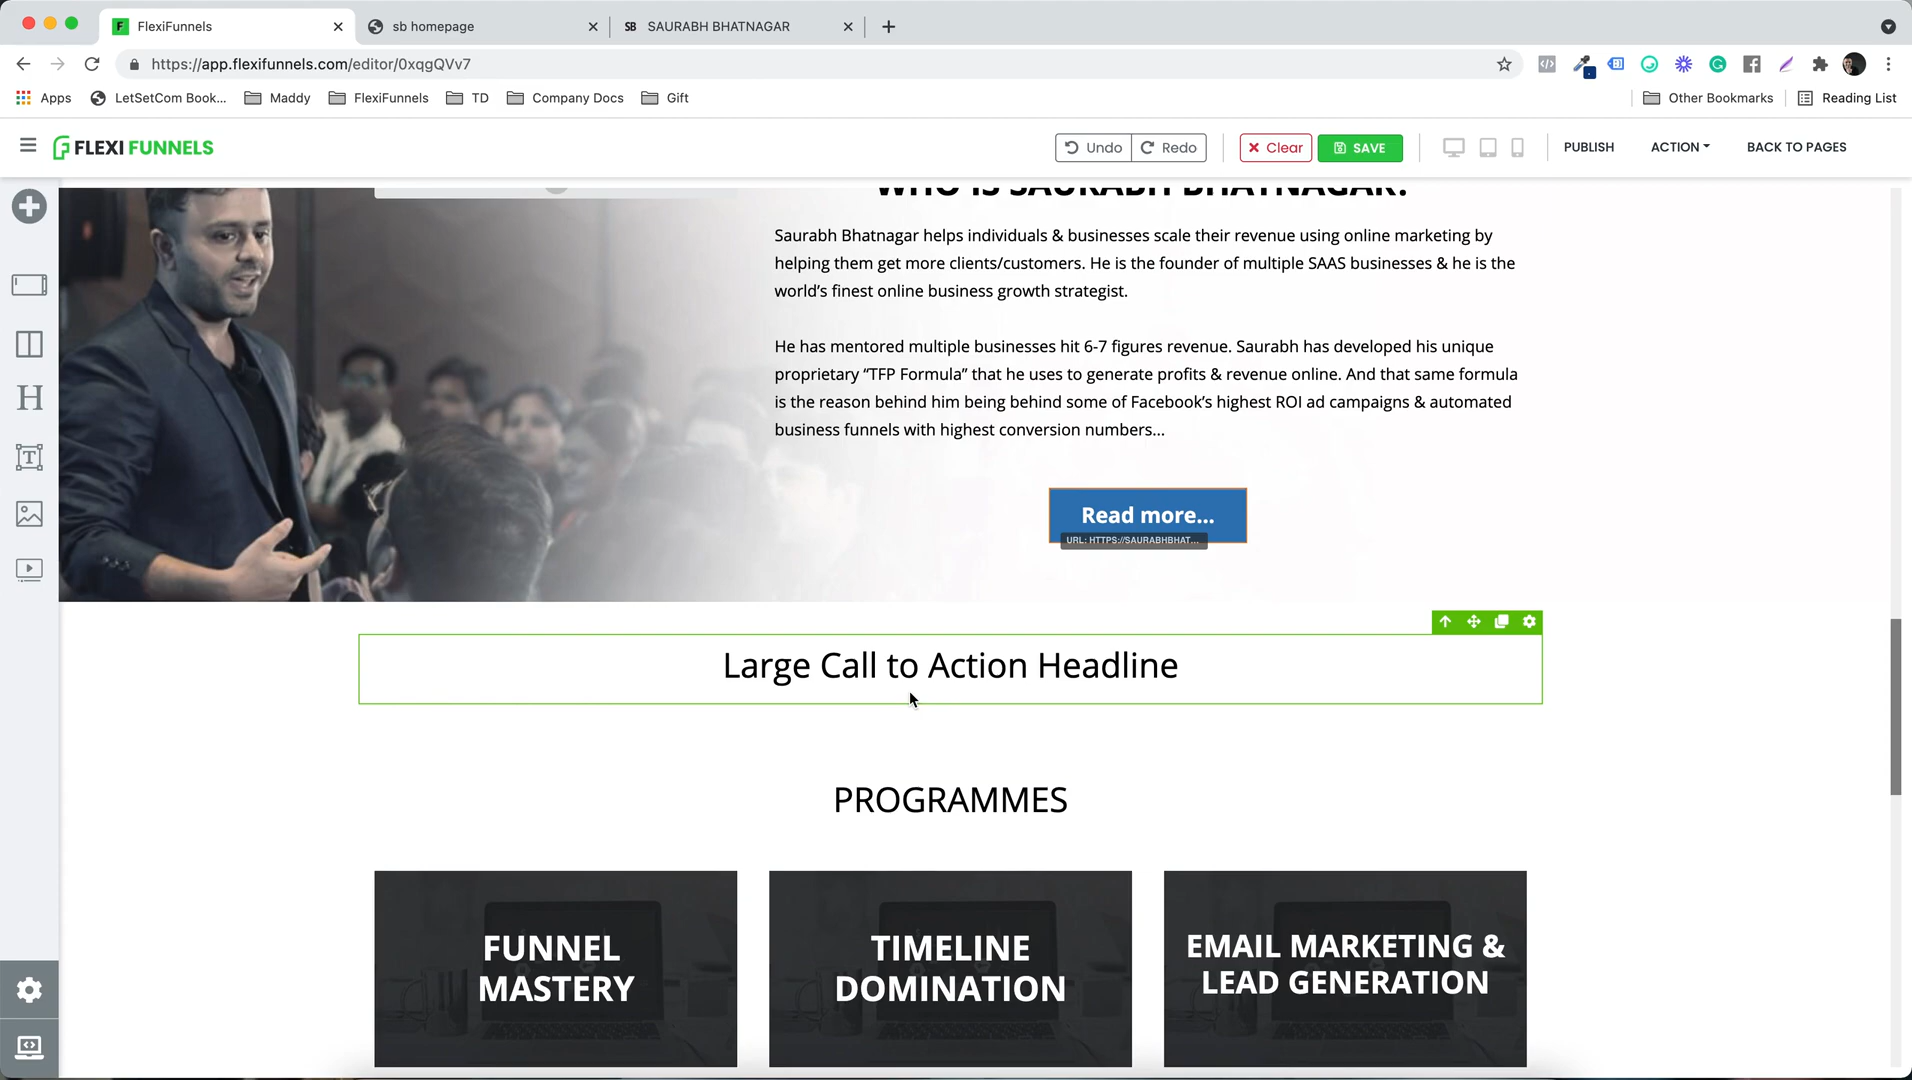 FlexiFunnels
sb homepage
SB SAURABH BHATNAGAR
https://app.flexifunnels.com/editor/0xqgQVv7
Apps
LetSetCom Book...
Maddy
FlexiFunnels
TD
Company Docs
Gift
Other Bookmarks
Reading List
FLEXI FUNNELS
Undo
Redo
Clear
SAVE
PUBLISH
ACTION
BACK TO PAGES
WHO IS SAURABH BHATNAGAR?
Saurabh Bhatnagar helps individuals & businesses scale their revenue using online marketing by
helping them get more clients/customers. He is the founder of multiple SAAS businesses & he is the
world's finest online business growth strategist.
He has mentored multiple businesses hit 6-7 figures revenue. Saurabh has developed his unique
proprietary “TFP Formula” that he uses to generate profits & revenue online. And that same formula
is the reason behind him being behind some of Facebook's highest ROI ad campaigns & automated
business funnels with highest conversion numbers...
Read more...
URL: HTTPS://SAURABHBHAT...
Large Call to Action Headline
PROGRAMMES
FUNNEL
MASTERY
TIMELINE
DOMINATION
EMAIL MARKETING &
LEAD GENERATION